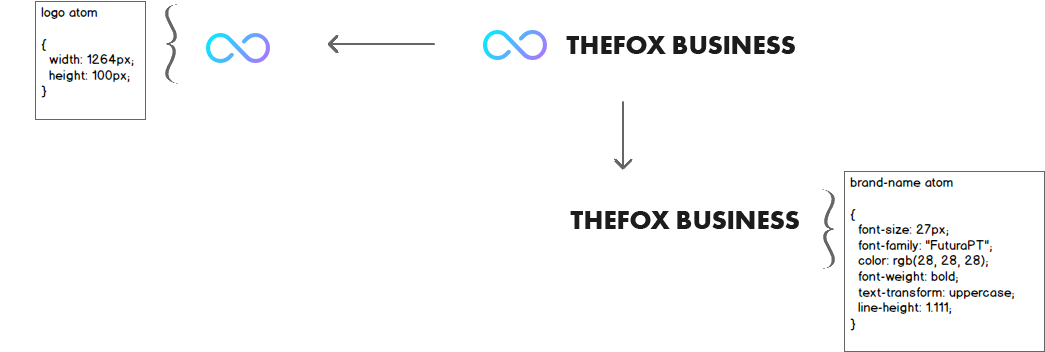 logo atom
{
width: 1264px;
height: 100px;
}
THEFOX BUSINESS
THEFOX BUSINESS
brand-name atom
{
font-size: 27px;
font-family: "FuturaPT";
color: rgb(28, 28, 28);
font-weight: bold;
text-transform: uppercase;
line-height: 1.111;
}